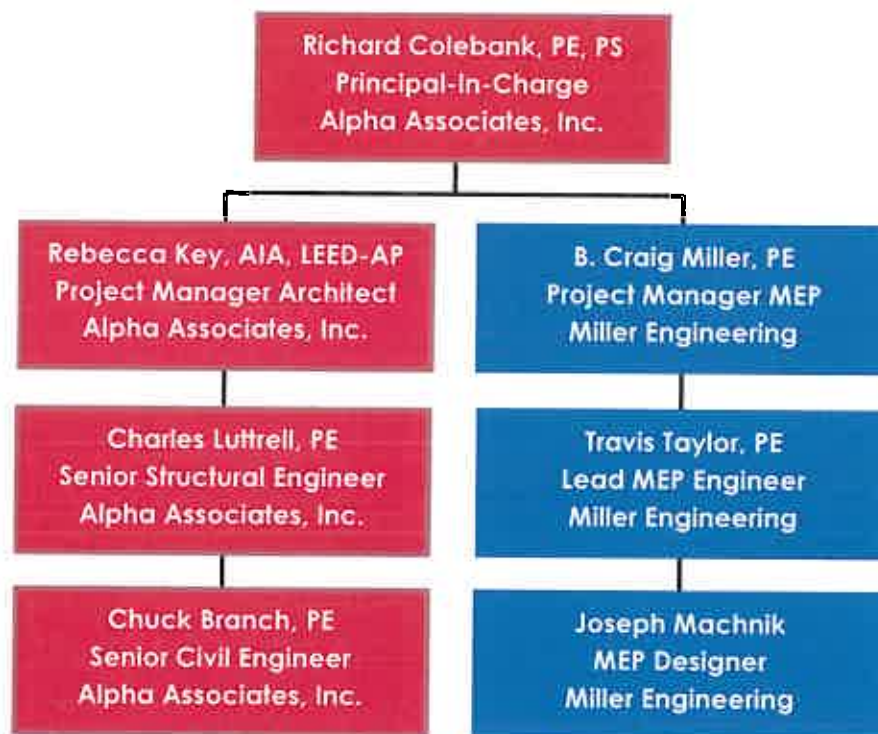 Richard Colebank, PE, PS
Principal-In-Charge
Alpha Associates, Inc.
Rebecca Key, AIA, LEED-AP
Project Manager Architect
Alpha Associates, Inc.
Charles Luttrell, PE
Senior Structural Engineer
Alpha Associates, Inc.
Chuck Branch, PE
Senior Civil Engineer
Alpha Associates, Inc.
B. Craig Miller, PE
Project Manager MEP
Miller Engineering
Travis Taylor, PE
Lead MEP Engineer
Miller Engineering
Joseph Machnik
MEP Designer
Miller Engineering